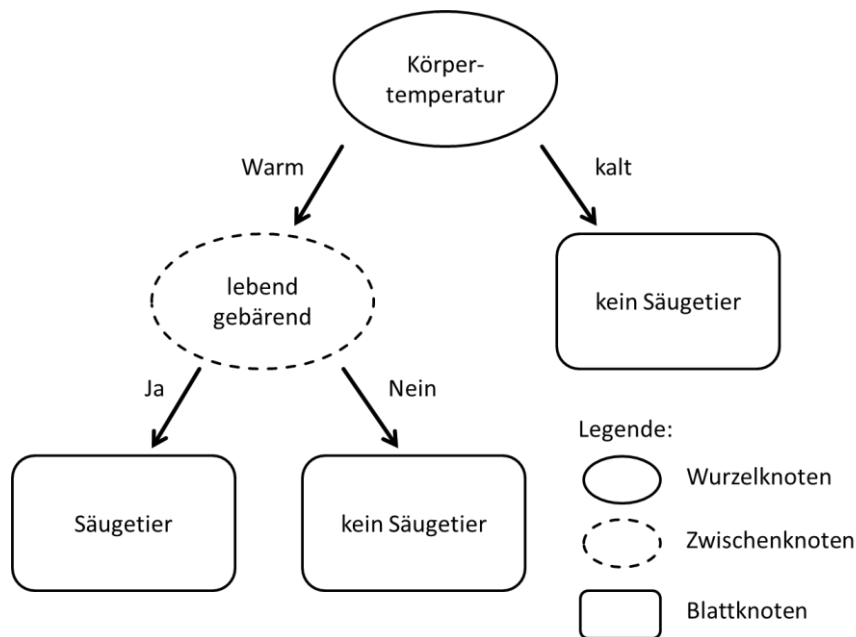 Körper-
temperatur
Warm
kalt
lebend
gebärend
kein Säugetier
Ja
Nein
Säugetier
kein Säugetier
Legende:
Wurzelknoten
Zwischenknoten
Blattknoten